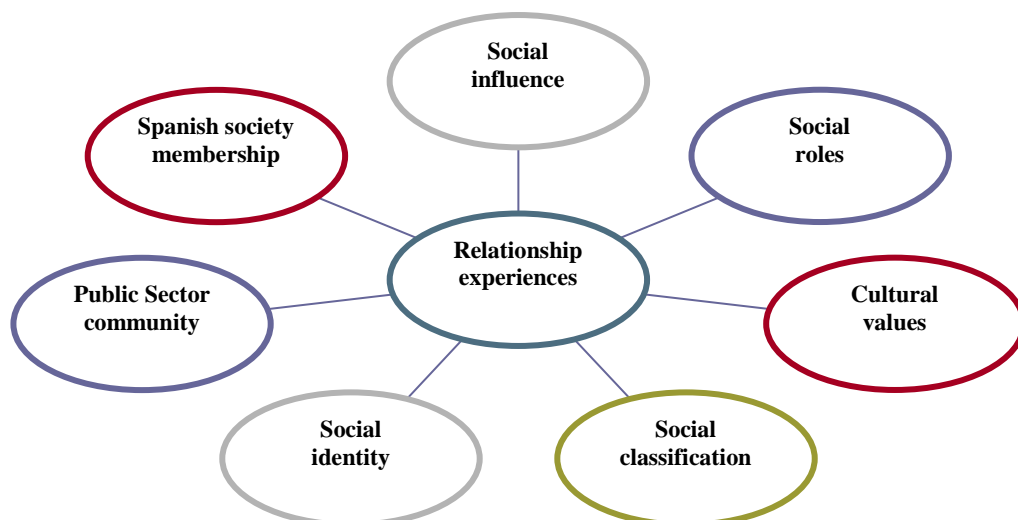 Social
influence
Spanish society
membership
Social
roles
Relationship
experiences
Public Sector
community
Cultural
values
Social
identity
Social
classification